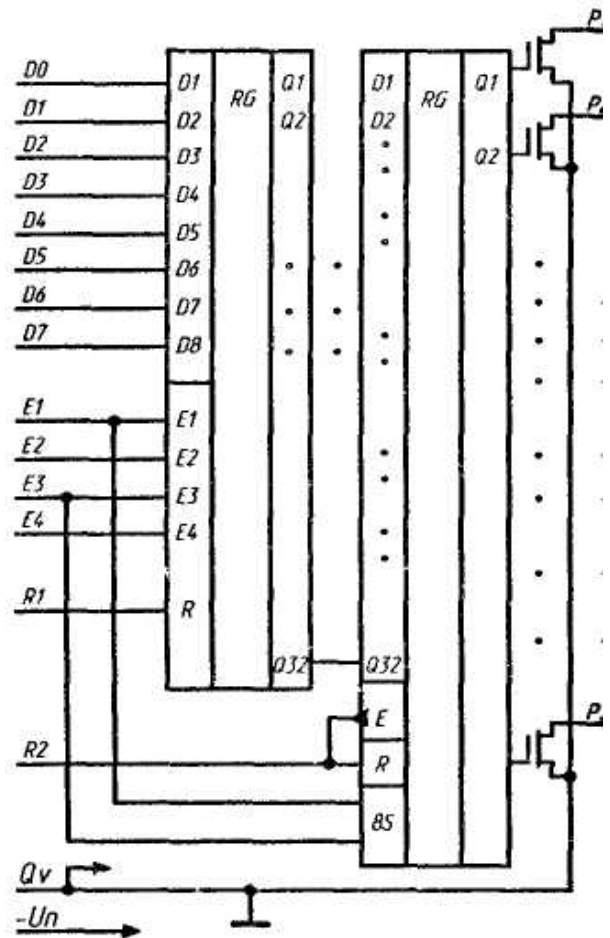 P
D0 D1 RG Q1 D1 RG Q1
D1 D2 Q2 D2 P
D2 D3 Q2
D3 D4
D4 D5
D5 D6
D6 D7
D7 D8
E1 E1
E2 E2
E3 E3
E4 E4
R1 R
Q32 Q32
E P
R2 R
Qv
-Un